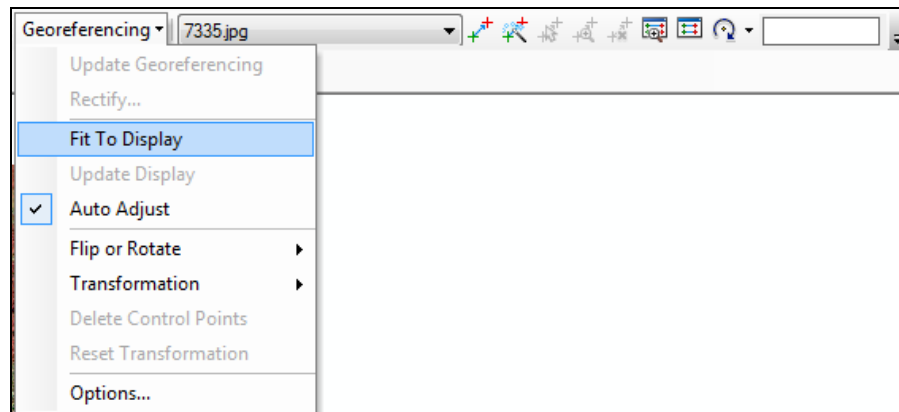 Georeferencing 7335.jpg
Update Georeferencing
Rectify...
Fit To Display
Update Display
Auto Adjust
Flip or Rotate
Transformation
Delete Control Points
Reset Transformation
Options...